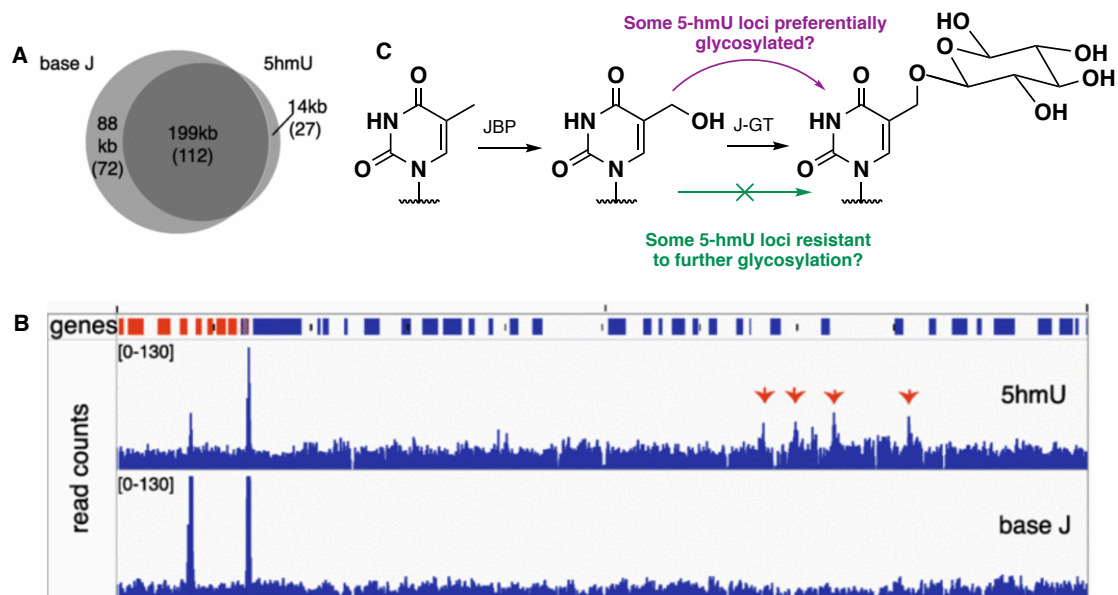 A
base J
5hmU
88
kb
(72)
199kb
(112)
14kb
(27)
C
Some 5-hmU loci preferentially
glycosylated?
O
HN
O
N
JBP
O
HN
OH
O
N
J-GT
HO
O
OH
O
OH
OH
O
HN
O
N
Some 5-hmU loci resistant
to further glycosylation?
B
genes
[0-130]
5hmU
read counts
[0-130]
base J